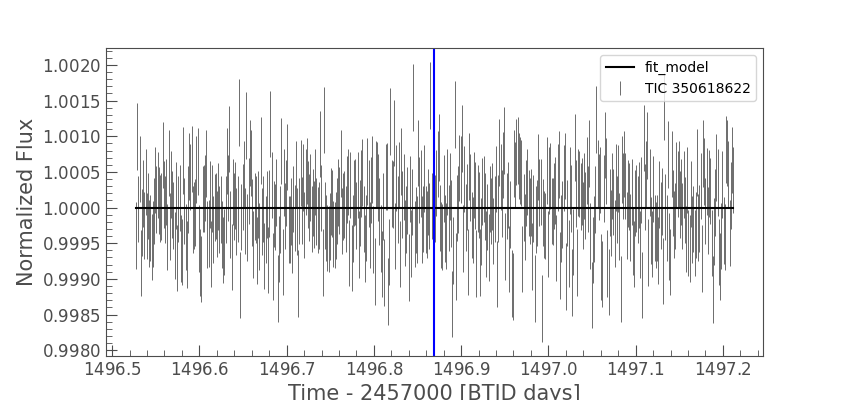 fit_model
TIC 350618622
Normalized Flux
1.0020
1.0015
1.0010
1.0005
1.0000
0.9995
0.9990
0.9985
0.9980
1496.5 1496.6 1496.7 1496.8 1496.9 1497.0 1497.1 1497.2
Time - 2457000 [BTJD days]